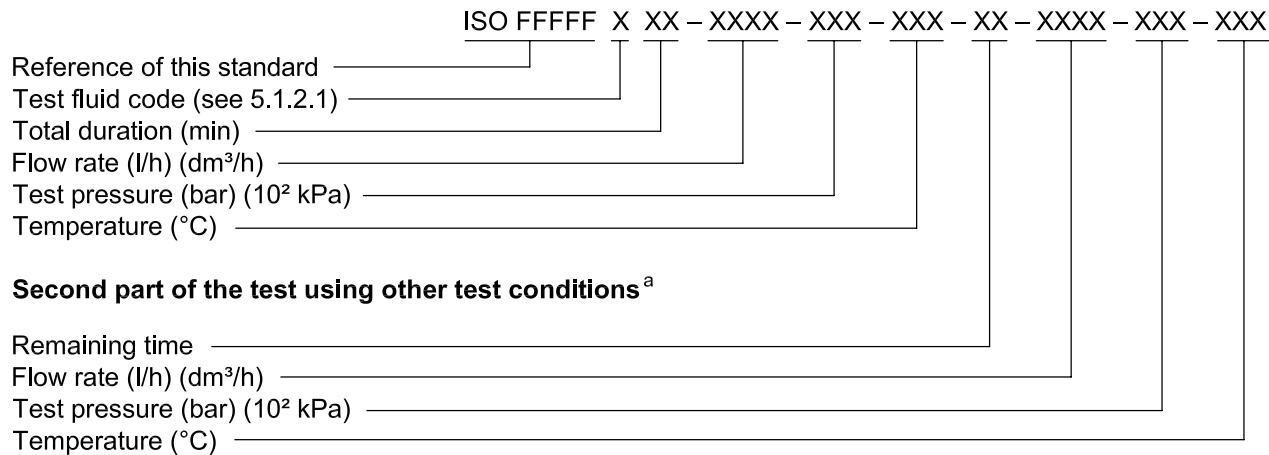 ISO FFFFF X XX – XXXX – XXX – XXX – XX – XXXX – XXX – XXX
Reference of this standard
Test fluid code (see 5.1.2.1)
Total duration (min)
Flow rate (l/h) (dm³/h)
Test pressure (bar) (10² kPa)
Temperature (°C)
Second part of the test using other test conditions ᵃ
Remaining time
Flow rate (l/h) (dm³/h)
Test pressure (bar) (10² kPa)
Temperature (°C)